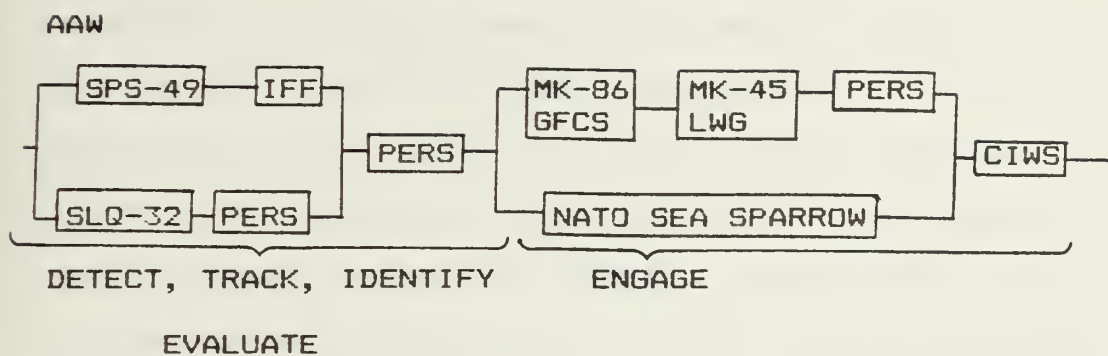 AAW
SPS-49 IFF
MK-86 GFCS
MK-45 LWG
PERS
PERS
CIWS
SLQ-32 PERS
NATO SEA SPARROW
DETECT, TRACK, IDENTIFY ENGAGE
EVALUATE